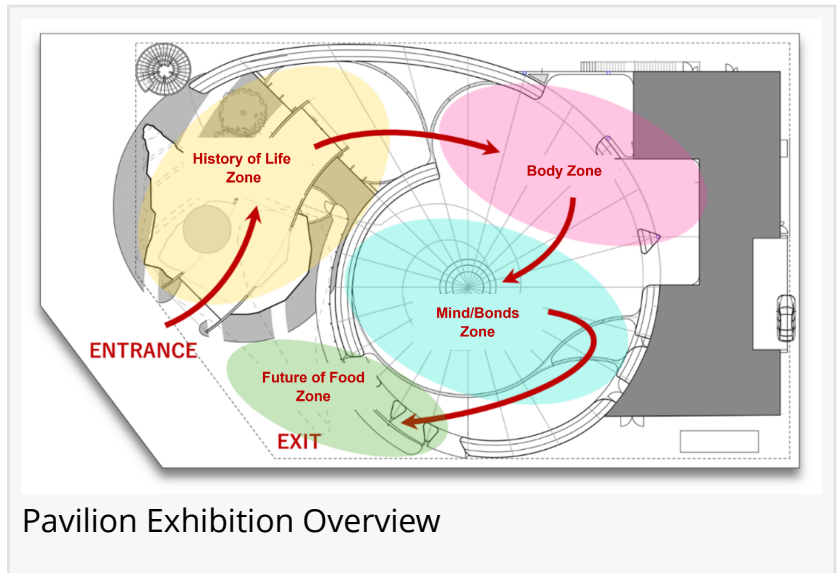 History of Life
Zone
Body Zone
Mind/Bonds
Zone
ENTRANCE
Future of Food
Zone
EXIT
Pavilion Exhibition Overview